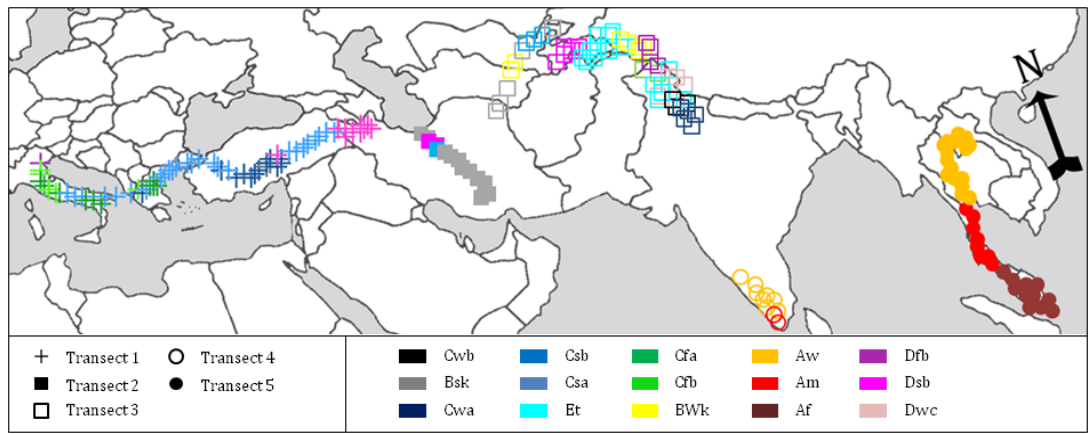 N
Transect 1
Transect 4
Transect 2
Transect 5
Transect 3
Cwb
Csb
Cfa
Aw
Dfb
Bsk
Csa
Cfb
Am
Dsb
Cwa
Et
BWk
Af
Dwc